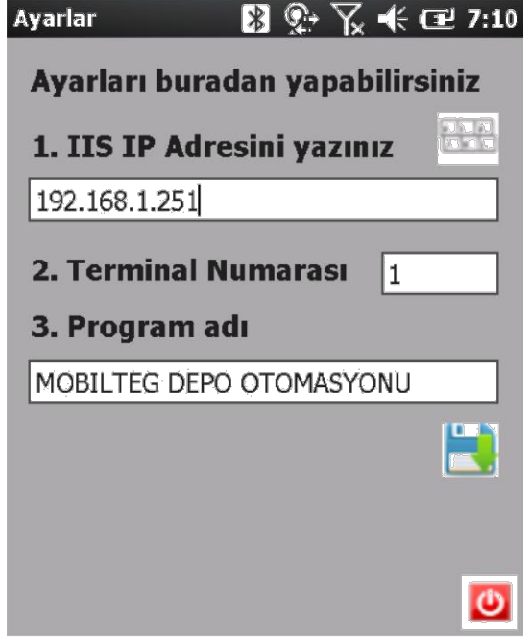 Ayarlar 7:10
Ayarları buradan yapabilirsiniz
1. IIS IP Adresini yazınız
192.168.1.251
2. Terminal Numarası 1
3. Program adı
MOBILTEG DEPO OTOMASYONU